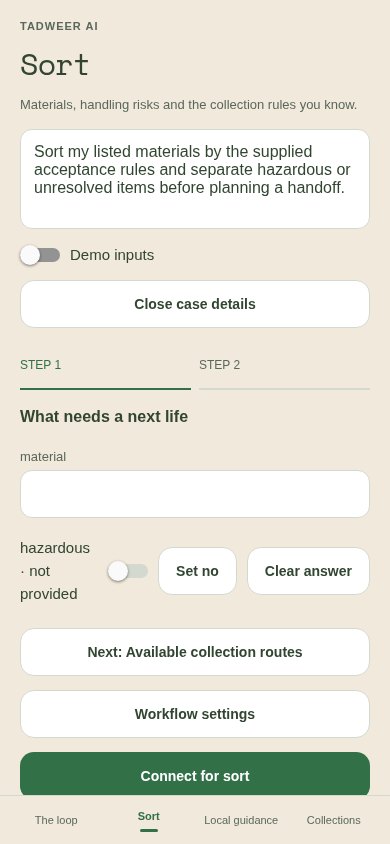 TADWEER AI
Sort
Materials, handling risks and the collection rules you know.
Sort my listed materials by the supplied
acceptance rules and separate hazardous or
unresolved items before planning a handoff.
Demo inputs
Close case details
STEP 1
STEP 2
What needs a next life
material
hazardous
· not
provided
Set no
Clear answer
Next: Available collection routes
Workflow settings
Connect for sort
The loop
Sort
Local guidance
Collections